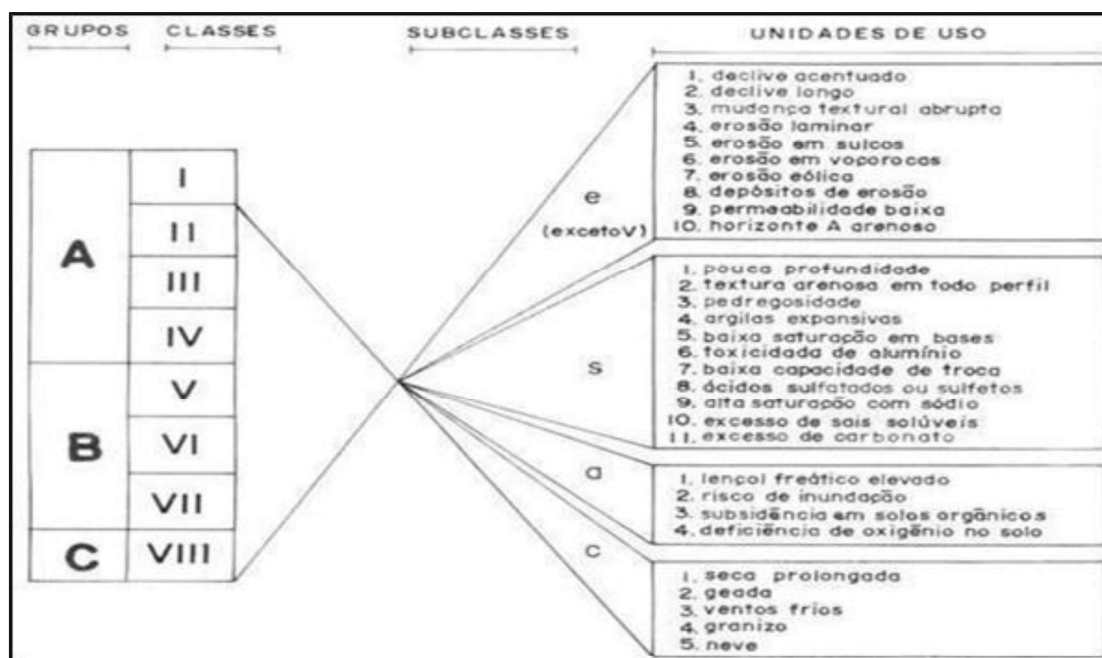 GRUPOS CLASSES SUBCLASSES UNIDADES DE USO
A
I
II
III
IV
B
V
VI
VII
C
VIII
e
(excetoV)
1. declive acentuado
2. declive longo
3. mudança textural abrupta
4. erosão laminar
5. erosão em sulcos
6. erosão em voporocas
7. erosão eólica
8. depósitos de erosão
9. permeabilidade baixa
10. horizonte A arenoso
s
1. pouca profundidade
2. textura arenosa em todo perfil
3. pedregosidade
4. argilas expansivas
5. baixa saturação em bases
6. toxicidada de alumínio
7. baixa capacidade de troca
8. ácidos sulfatados ou sulfetos
9. alta saturação com sódio
10. excesso de sais solúveis
11. excesso de carbonato
a
1. lençol freático elevado
2. risco de inundação
3. subsidência em solos orgânicos
4. deficiência de oxigênio no solo
c
1. seca prolongada
2. geada
3. ventos frios
4. granizo
5. neve